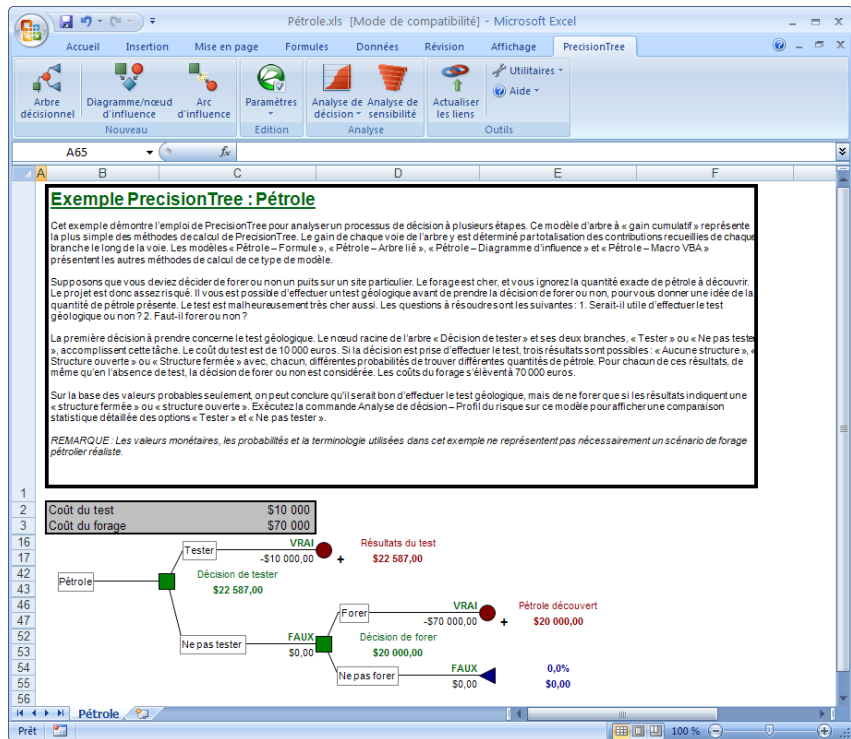 Pétrole.xls [Mode de compatibilité] - Microsoft Excel
Accueil Insertion Mise en page Formules Données Révision Affichage PrecisionTree
Arbre décisionnel
Diagramme/nœud d'influence
Arc d'influence
Nouveau
Paramètres
Edition
Analyse de décision
Analyse de sensibilité
Analyse
Actualiser les liens
Utilitaires
Aide
Outils
A65 fx
A B C D E F
Exemple PrecisionTree : Pétrole
Cet exemple démontre l'emploi de PrecisionTree pour analyser un processus de décision à plusieurs étapes. Ce modèle d'arbre à « gain cumulatif » représente
la plus simple des méthodes de calcul de PrecisionTree. Le gain de chaque voie de l'arbre y est déterminé par totalisation des contributions recueillies de chaque
branche le long de la voie. Les modèles « Pétrole – Formule », « Pétrole – Arbre lié », « Pétrole – Diagramme d'influence » et « Pétrole – Macro VBA »
présentent les autres méthodes de calcul de ce type de modèle.
Supposons que vous deviez décider de forer ou non un puits sur un site particulier. Le forage est cher, et vous ignorez la quantité exacte de pétrole à découvrir.
Le projet est donc assez risqué. Il vous est possible d'effectuer un test géologique avant de prendre la décision de forer ou non, pour vous donner une idée de la
quantité de pétrole présente. Le test est malheureusement très cher aussi. Les questions à résoudre sont les suivantes : 1. Serait-il utile d'effectuer le test
géologique ou non ? 2. Faut-il forer ou non ?
La première décision à prendre concerne le test géologique. Le nœud racine de l'arbre « Décision de tester » et ses deux branches, « Tester » ou « Ne pas tester
», accomplissent cette tâche. Le coût du test est de 10 000 euros. Si la décision est prise d'effectuer le test, trois résultats sont possibles : « Aucune structure », «
Structure ouverte » ou « Structure fermée » avec, chacun, différentes probabilités de trouver différentes quantités de pétrole. Pour chacun de ces résultats, de
même qu'en l'absence de test, la décision de forer ou non est considérée. Les coûts du forage s'élèvent à 70 000 euros.
Sur la base des valeurs probables seulement, on peut conclure qu'il serait bon d'effectuer le test géologique, mais de ne forer que si les résultats indiquent une
« structure fermée » ou « structure ouverte ». Exécutez la commande Analyse de décision – Profil du risque sur ce modèle pour afficher une comparaison
statistique détaillée des options « Tester » et « Ne pas tester ».
REMARQUE : Les valeurs monétaires, les probabilités et la terminologie utilisées dans cet exemple ne représentent pas nécessairement un scénario de forage
pétrolier réaliste.
1
2 Coût du test $10 000
3 Coût du forage $70 000
16 Tester VRAI Résultats du test
17 -$10 000,00 + $22 587,00
42 Pétrole Décision de tester
43 $22 587,00
46 Forer VRAI Pétrole découvert
47 -$70 000,00 + $20 000,00
52 Ne pas tester FAUX Décision de forer
53 $0,00 $20 000,00
54 Ne pas forer FAUX 0,0%
55 $0,00 $0,00
56
Pétrole
Prêt 100 %